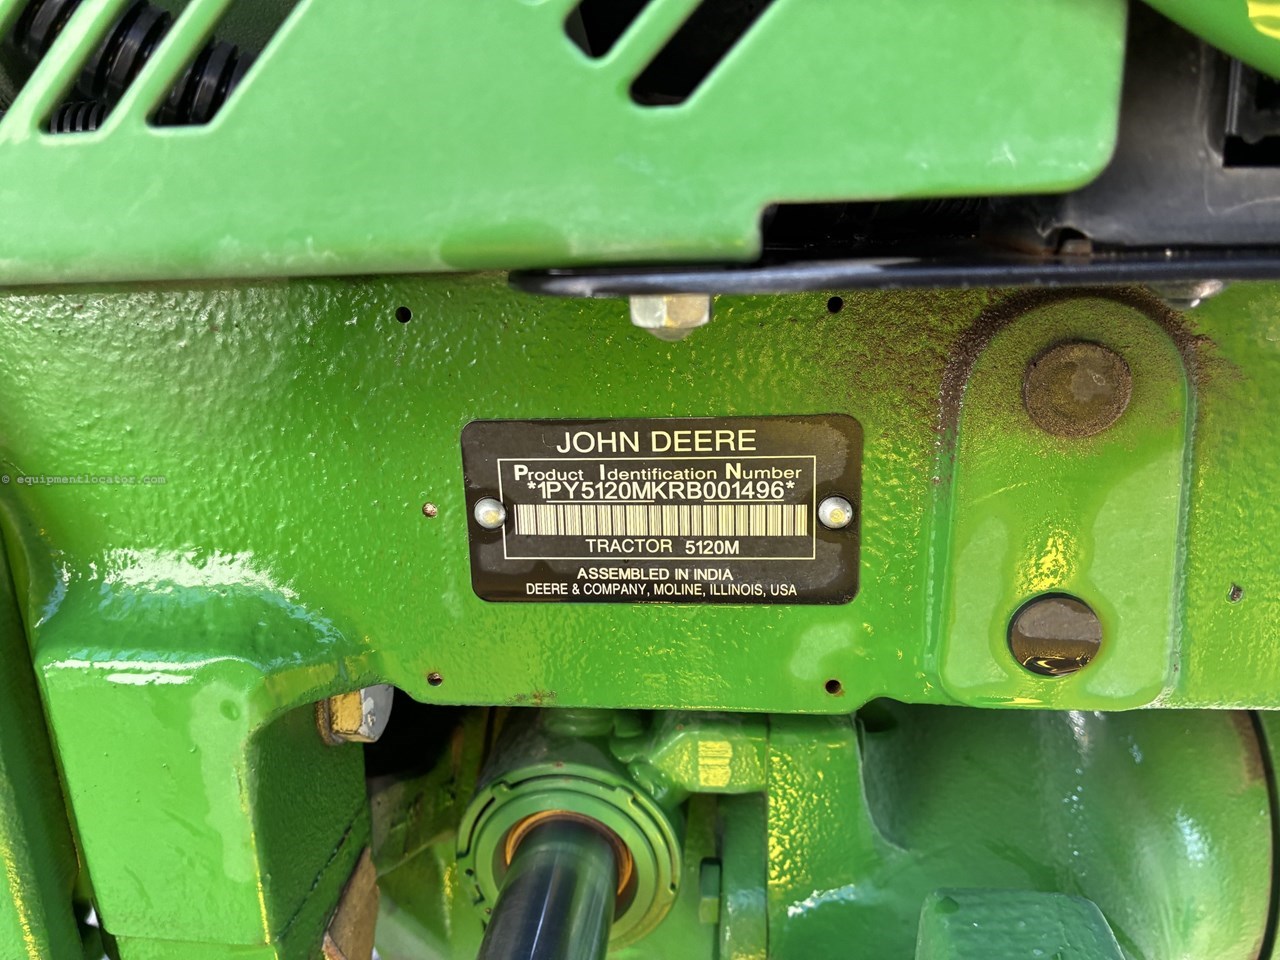 © equipmentlocator.com
JOHN DEERE
Product Identification Number
*1PY5120MKRB001496*
TRACTOR 5120M
ASSEMBLED IN INDIA
DEERE & COMPANY, MOLINE, ILLINOIS, USA